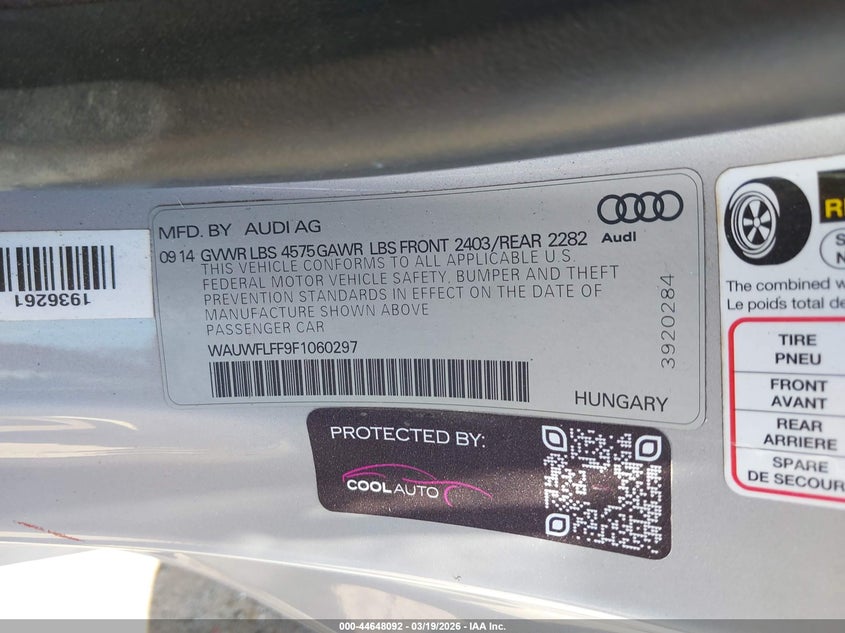 MFD. BY AUDI AG
Audi
09 14 GVWR LBS 4575 GAWR LBS FRONT 2403/REAR 2282
THIS VEHICLE CONFORMS TO ALL APPLICABLE U.S.
FEDERAL MOTOR VEHICLE SAFETY, BUMPER AND THEFT
PREVENTION STANDARDS IN EFFECT ON THE DATE OF
MANUFACTURE SHOWN ABOVE
PASSENGER CAR
WAUWFLFF9F1060297
3920284
HUNGARY
1936261
PROTECTED BY:
COOL AUTO
The combined w
Le poids total de
TIRE
PNEU
FRONT
AVANT
REAR
ARRIERE
SPARE
DE SECOUR
000-44648092 - 03/19/2026 - IAA Inc.